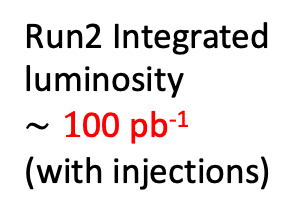 Run2 Integrated
luminosity
~ 100 pb⁻¹
(with injections)